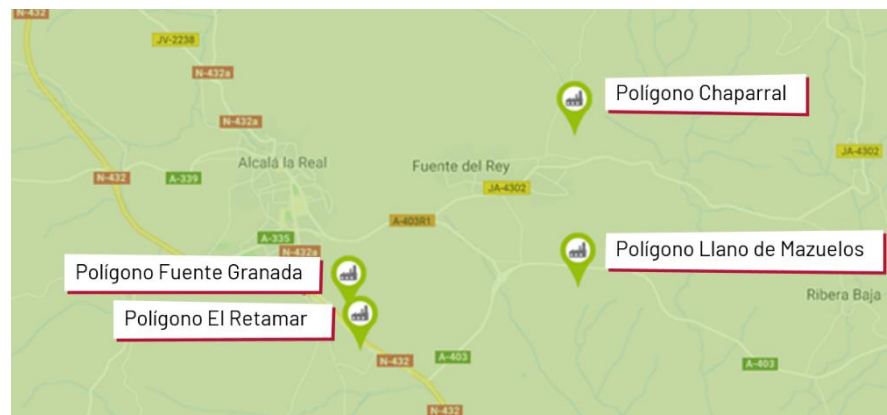 N-432
JV-2238
N-432a
Polígono Chaparral
N-432a
Alcalá la Real
Fuente del Rey
JA-4302
N-432
A-339
JA-4302
A-403R1
A-335
N-432a
Polígono Llano de Mazuelos
Polígono Fuente Granada
Ribera Baja
Polígono El Retamar
N-432
A-403
A-403
N-432